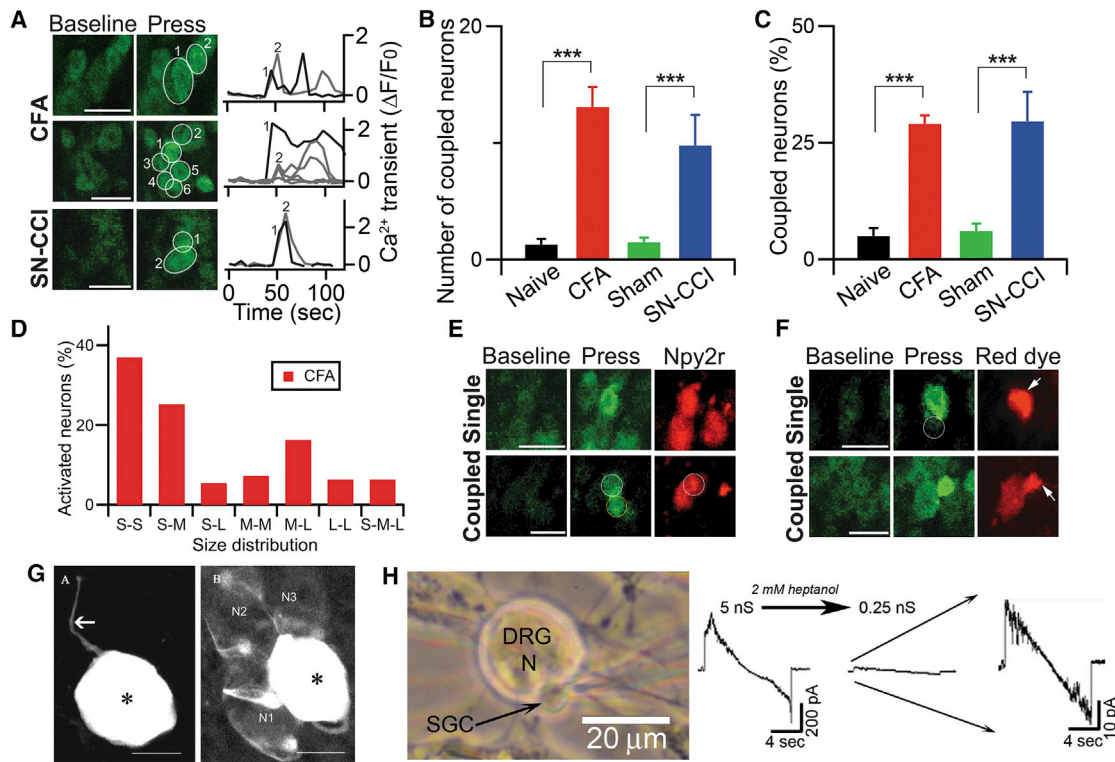 A
Baseline Press
CFA
SN-CCI
1
2
1
2
3
4
5
6
1
2
1
2
2
0
1
2
2
0
1
2
2
0
0 50 100
Time (sec)
Ca²⁺ transient (ΔF/F0)
B
Number of coupled neurons
20
0
***
***
Naive
CFA
Sham
SN-CCI
C
Coupled neurons (%)
50
25
0
***
***
Naive
CFA
Sham
SN-CCI
D
Activated neurons (%)
40
20
0
CFA
S-S S-M S-L M-M M-L L-L S-M-L
Size distribution
E
Baseline Press Npy2r
Single
Coupled
F
Baseline Press Red dye
Single
Coupled
G
A
*
B
N2
N3
*
N1
H
DRG
N
SGC
20 μm
2 mM heptanol
5 nS
0.25 nS
200 pA
4 sec
10 pA
4 sec